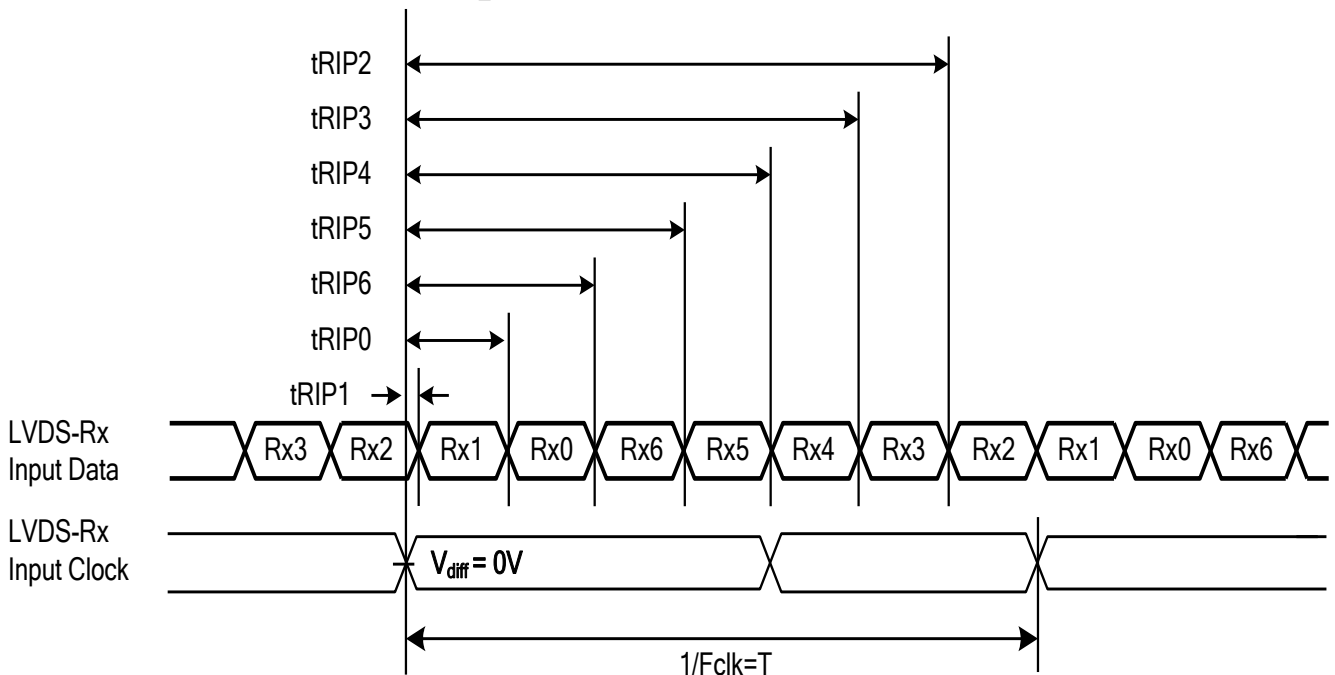 tRIP2
tRIP3
tRIP4
tRIP5
tRIP6
tRIP0
tRIP1
LVDS-Rx
Input Data
Rx3 Rx2 Rx1 Rx0 Rx6 Rx5 Rx4 Rx3 Rx2 Rx1 Rx0 Rx6
LVDS-Rx
Input Clock
Vdiff = 0V
1/Fclk=T